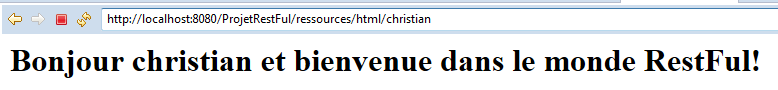 http://localhost:8080/ProjetRestFul/ressources/html/christian
Bonjour christian et bienvenue dans le monde RestFul!